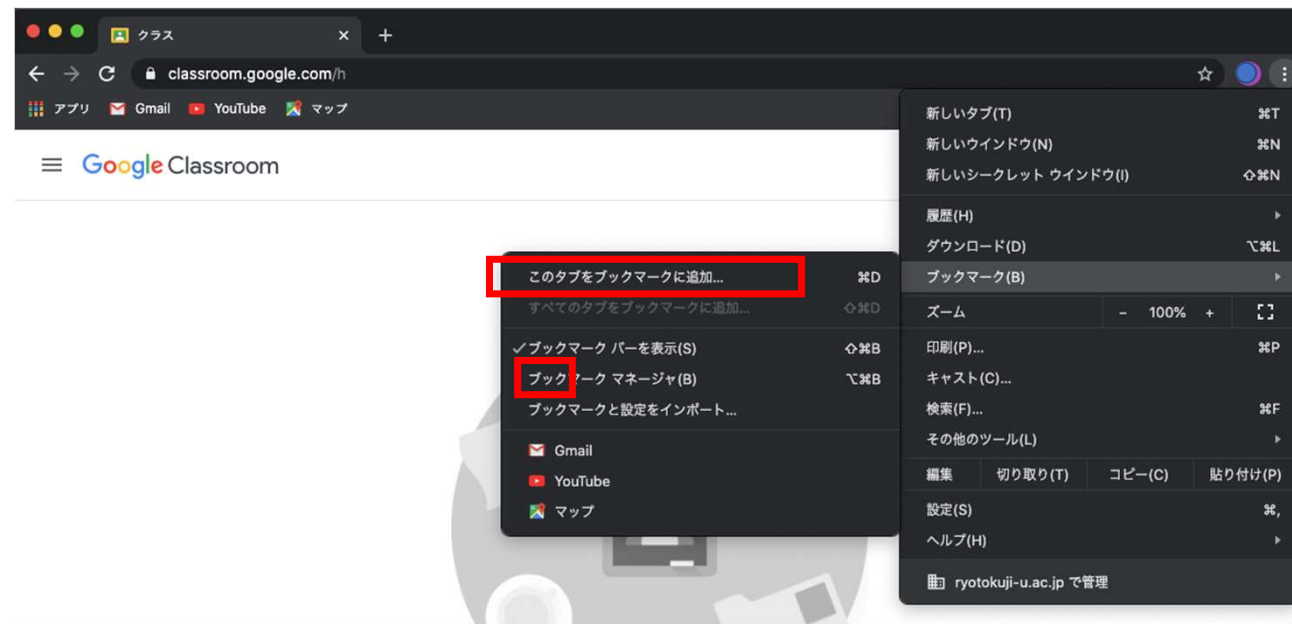 クラス
classroom.google.com/h
アプリ Gmail YouTube マップ
Google Classroom
新しいタブ(T) ⌘T
新しいウインドウ(N) ⌘N
新しいシークレット ウインドウ(I) ⇧⌘N
履歴(H)
ダウンロード(D) ⌥⌘L
ブックマーク(B)
ズーム - 100% +
印刷(P)... ⌘P
キャスト(C)...
検索(F)... ⌘F
その他のツール(L)
編集 切り取り(T) コピー(C) 貼り付け(P)
設定(S) ⌘,
ヘルプ(H)
ryotokuji-u.ac.jp で管理
このタブをブックマークに追加... ⌘D
すべてのタブをブックマークに追加... ⇧⌘D
✓ブックマーク バーを表示(S) ⇧⌘B
ブックマーク マネージャ(B) ⌥⌘B
ブックマークと設定をインポート...
Gmail
YouTube
マップ